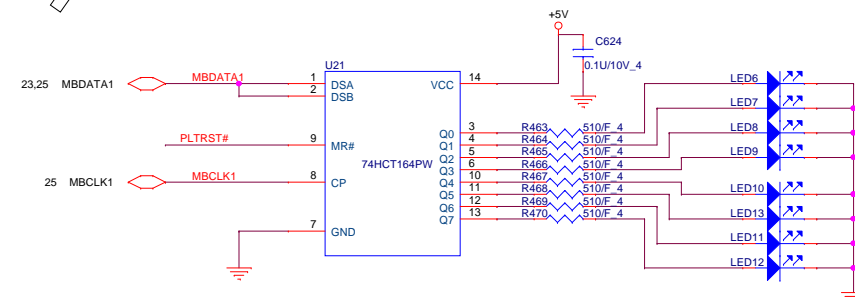 +5V
C624
0.1U/10V_4
U21
23,25 MBDATA1 MBDATA1 1 DSA VCC 14
2 DSB
PLTRST# 9 MR#
74HCT164PW
25 MBCLK1 MBCLK1 8 CP
7 GND
Q0 3 R463 510/F_4 LED6
Q1 4 R464 510/F_4 LED7
Q2 5 R465 510/F_4 LED8
Q3 6 R466 510/F_4 LED9
Q4 10 R467 510/F_4 LED10
Q5 11 R468 510/F_4 LED13
Q6 12 R469 510/F_4 LED11
Q7 13 R470 510/F_4 LED12